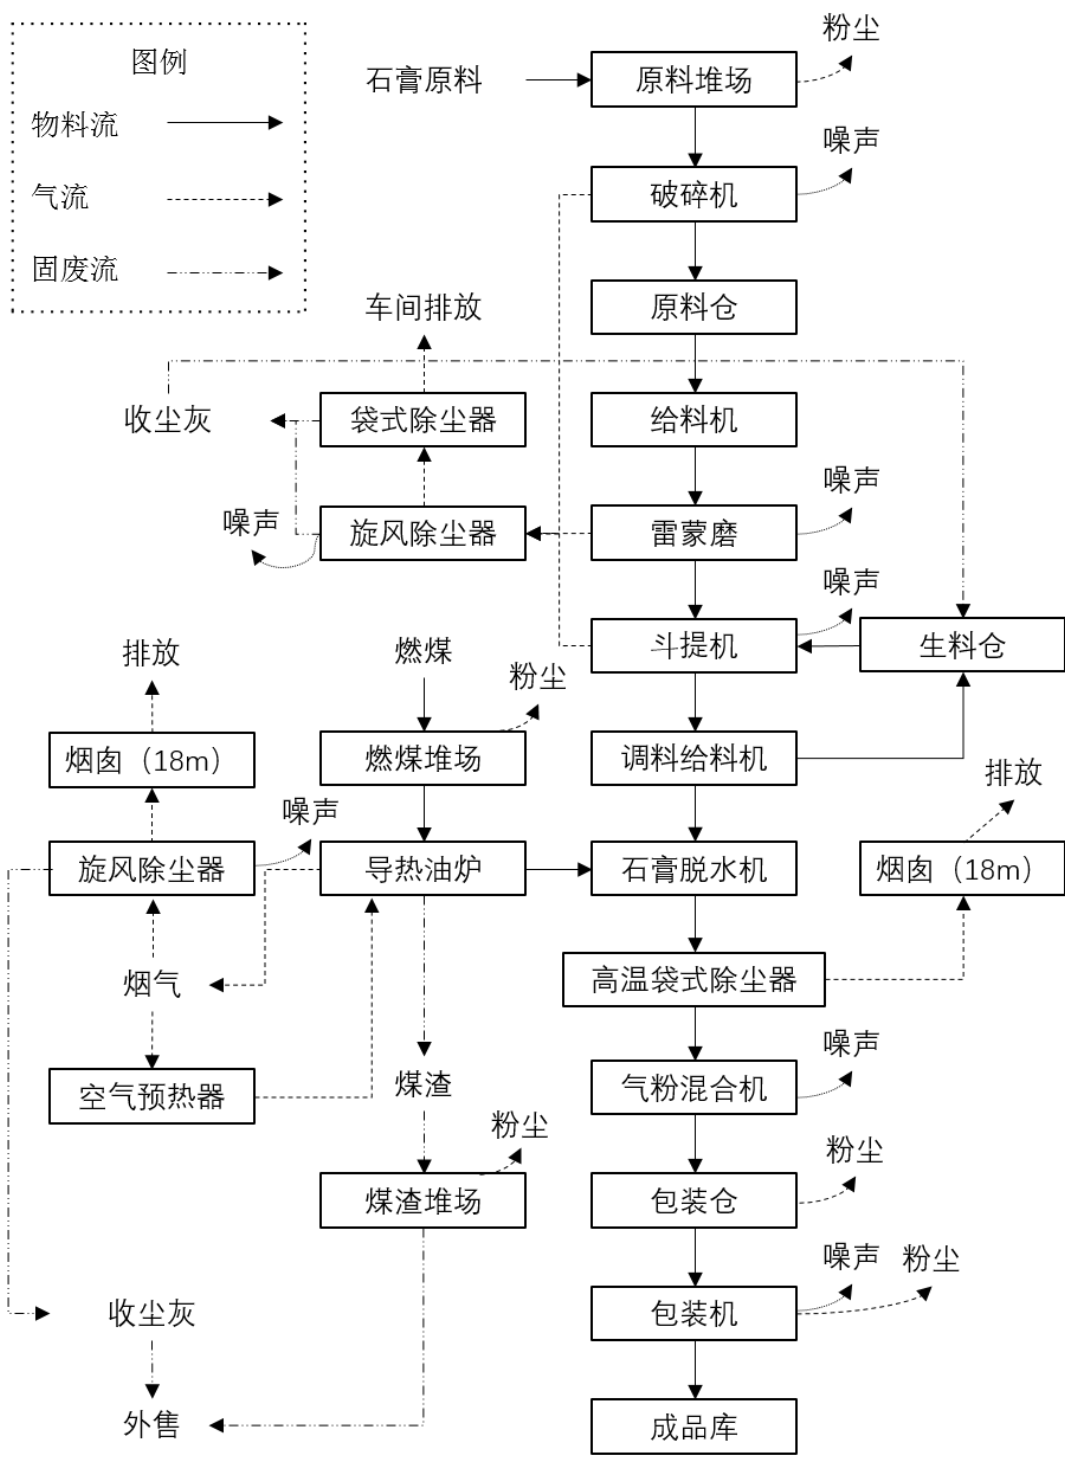 图例
物料流
气流
固废流
粉尘
石膏原料
原料堆场
噪声
破碎机
原料仓
车间排放
收尘灰
袋式除尘器
给料机
噪声
噪声
旋风除尘器
雷蒙磨
噪声
斗提机
生料仓
排放
燃煤
粉尘
烟囱（18m）
燃煤堆场
调料给料机
排放
噪声
旋风除尘器
导热油炉
石膏脱水机
烟囱（18m）
烟气
高温袋式除尘器
噪声
空气预热器
煤渣
气粉混合机
粉尘
粉尘
煤渣堆场
包装仓
噪声
粉尘
收尘灰
包装机
外售
成品库